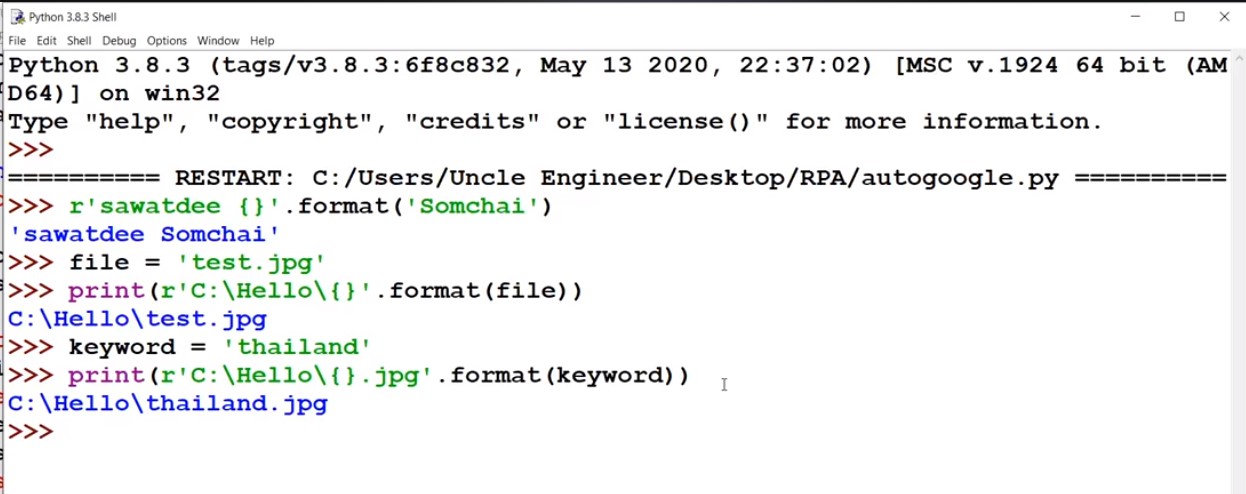 Python 3.8.3 Shell
File Edit Shell Debug Options Window Help
Python 3.8.3 (tags/v3.8.3:6f8c832, May 13 2020, 22:37:02) [MSC v.1924 64 bit (AM
D64)] on win32
Type "help", "copyright", "credits" or "license()" for more information.
>>>
========== RESTART: C:/Users/Uncle Engineer/Desktop/RPA/autogoogle.py ==========
>>> r'sawatdee {}'.format('Somchai')
'sawatdee Somchai'
>>> file = 'test.jpg'
>>> print(r'C:\Hello\{}'.format(file))
C:\Hello\test.jpg
>>> keyword = 'thailand'
>>> print(r'C:\Hello\{}.jpg'.format(keyword))
C:\Hello\thailand.jpg
>>>